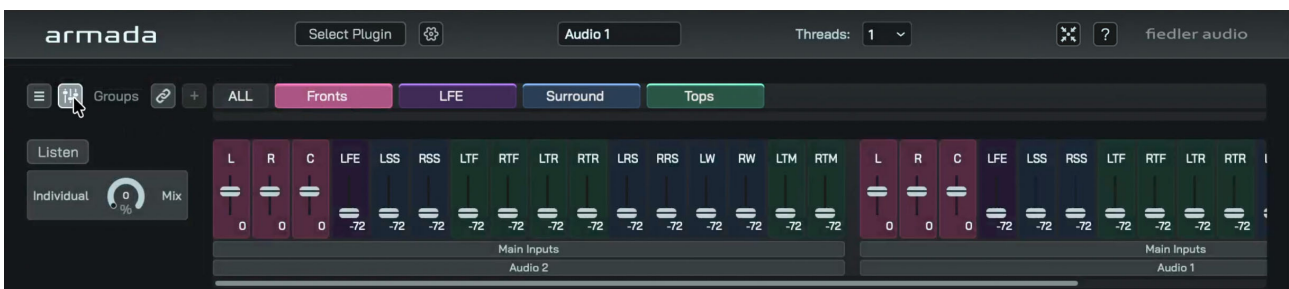 armada Select Plugin Audio 1 Threads: 1 ? fiedler audio
Groups + ALL Fronts LFE Surround Tops
Listen
L R C LFE LSS RSS LTF RTF LTR RTR LRS RRS LW RW LTM RTM L R C LFE LSS RSS LTF RTF LTR RTR
Individual 0 % Mix
0 0 0 -72 -72 -72 -72 -72 -72 -72 -72 -72 -72 -72 -72 -72 0 0 0 -72 -72 -72 -72 -72 -72 -72
Main Inputs Main Inputs
Audio 2 Audio 1